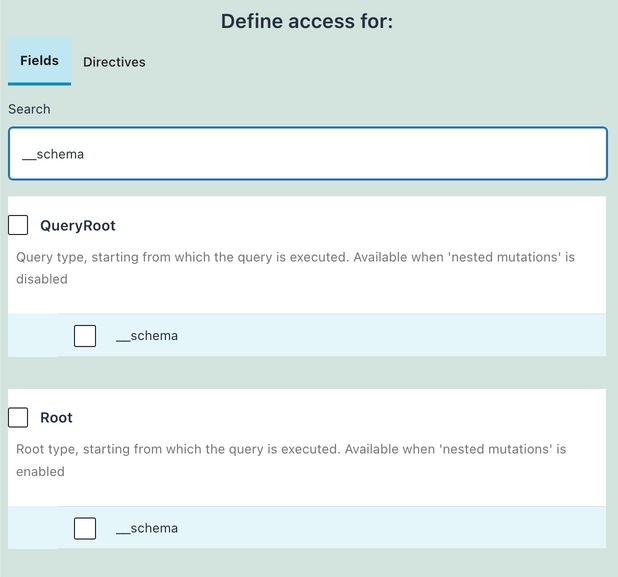 Define access for:
Fields Directives
Search
__schema
QueryRoot
Query type, starting from which the query is executed. Available when 'nested mutations' is
disabled
__schema
Root
Root type, starting from which the query is executed. Available when 'nested mutations' is
enabled
__schema